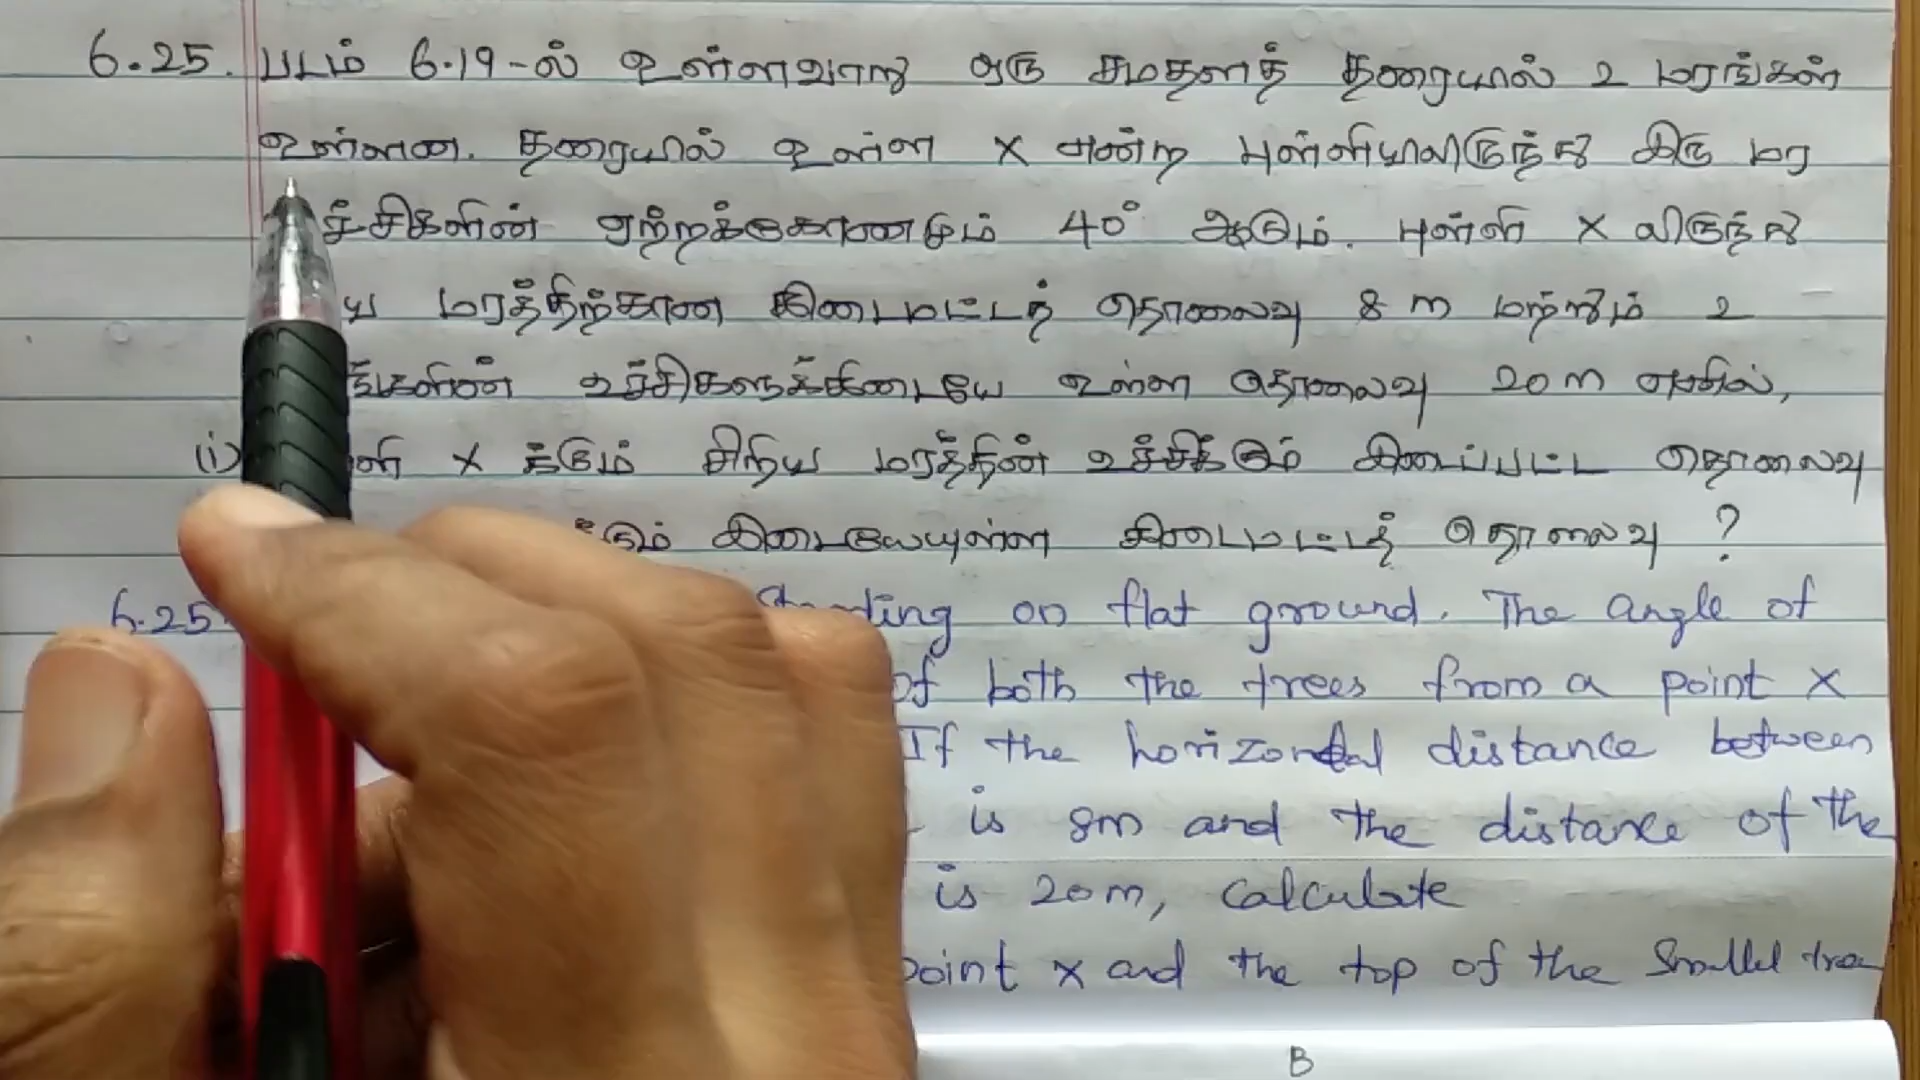 6.25. படம் 6.19-ல் உள்ளவாறு ஒரு சமதளத் தரையில் 2 மரங்கள்
உள்ளன. தரையில் உள்ள X என்ற புள்ளியிலிருந்து இரு மர
ச்சிகளின் ஏற்றக்கோணமும் 40° ஆகும். புள்ளி X லிருந்து
ய மரத்திற்கான கிடைமட்டத் தொலைவு 8 m மற்றும் 2
ங்களின் உச்சிகளுக்கிடையே உள்ள தொலைவு 20 m எனில்,
(i) ளி X க்கும் சிறிய மரத்தின் உச்சிக்கும் இடைப்பட்ட தொலைவு
க்கும் இடையேயுள்ள கிடைமட்டத் தொலைவு ?
6.25 Standing on flat ground. The angle of
of both the trees from a point X
If the horizontal distance between
is 8m and the distance of the
is 20m, calculate
point X and the top of the smaller tree
B